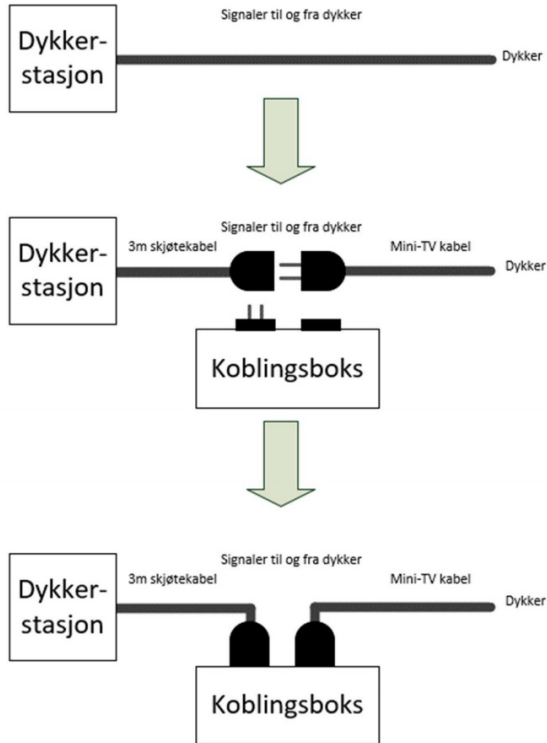 Signaler til og fra dykker
Dykker-
stasjon
Dykker
Signaler til og fra dykker
Dykker-
stasjon
3m skjøtekabel
Mini-TV kabel
Dykker
Koblingsboks
Signaler til og fra dykker
Dykker-
stasjon
3m skjøtekabel
Mini-TV kabel
Dykker
Koblingsboks